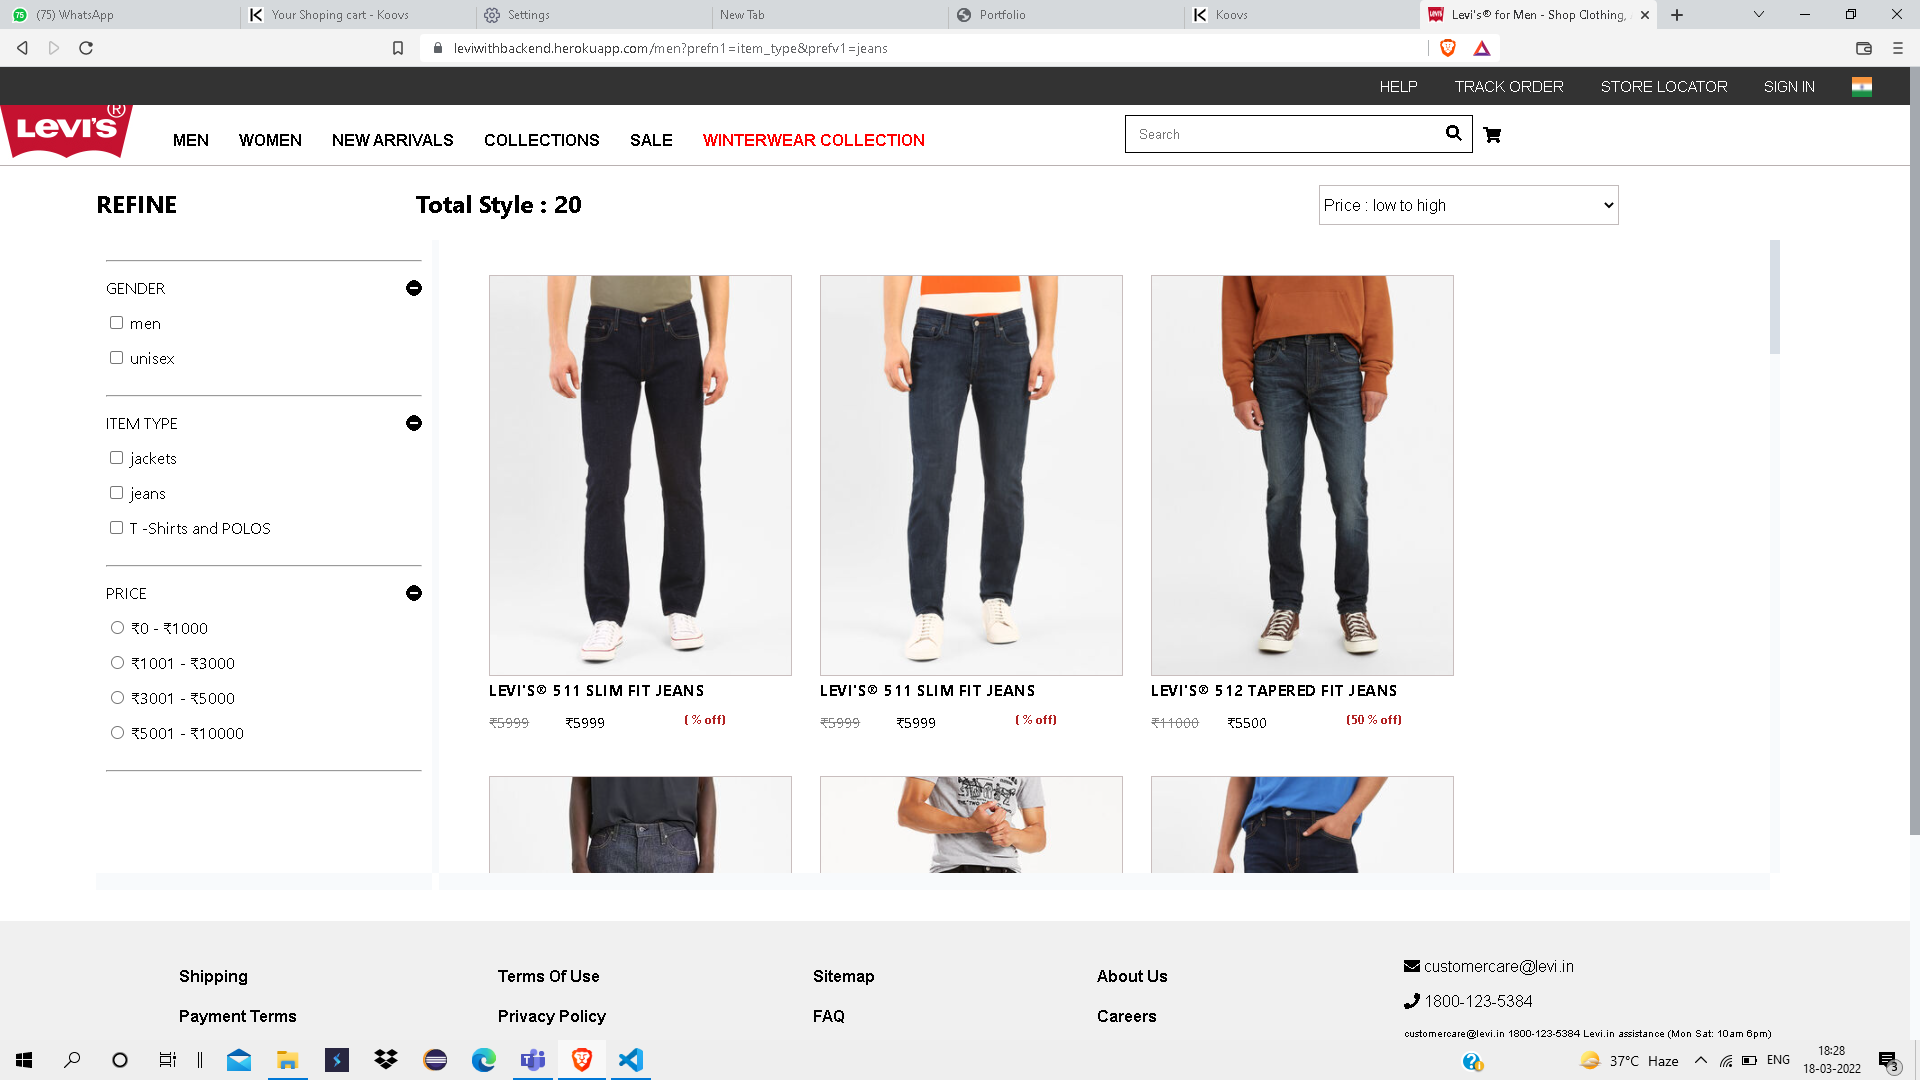 (75) WhatsApp
Your Shoping cart - Koovs
Settings
New Tab
Portfolio
Koovs
Levi's® for Men - Shop Clothing,
leviwithbackend.herokuapp.com/men?prefn1=item_type&prefv1=jeans
HELP
TRACK ORDER
STORE LOCATOR
SIGN IN
LEVI'S®
MEN
WOMEN
NEW ARRIVALS
COLLECTIONS
SALE
WINTERWEAR COLLECTION
Search
REFINE
Total Style : 20
Price : low to high
GENDER
men
unisex
ITEM TYPE
jackets
jeans
T -Shirts and POLOS
PRICE
₹0 - ₹1000
₹1001 - ₹3000
₹3001 - ₹5000
₹5001 - ₹10000
LEVI'S® 511 SLIM FIT JEANS
₹5999 ₹5999 ( % off)
LEVI'S® 511 SLIM FIT JEANS
₹5999 ₹5999 ( % off)
LEVI'S® 512 TAPERED FIT JEANS
₹11000 ₹5500 (50 % off)
Shipping
Payment Terms
Terms Of Use
Privacy Policy
Sitemap
FAQ
About Us
Careers
customercare@levi.in
1800-123-5384
customercare@levi.in 1800-123-5384 Levi.in assistance (Mon Sat: 10am 6pm)
37°C Haze
ENG
18:28
18-03-2022
3